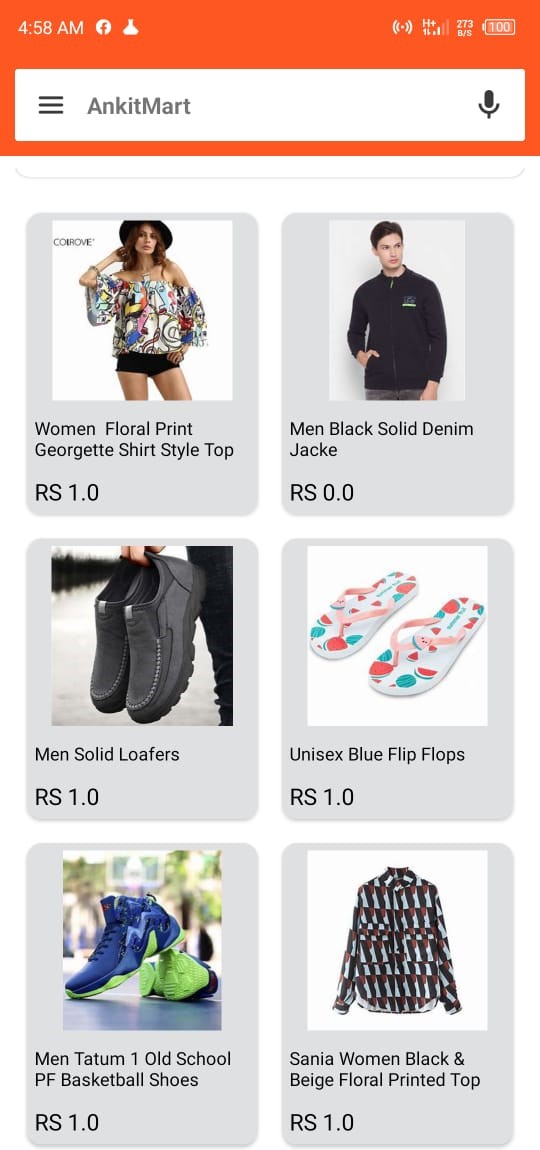 4:58 AM
H+
273
B/S
100
AnkitMart
COLROVE
Women  Floral Print
Georgette Shirt Style Top
RS 1.0
Men Black Solid Denim
Jacke
RS 0.0
Men Solid Loafers
RS 1.0
Unisex Blue Flip Flops
RS 1.0
Men Tatum 1 Old School
PF Basketball Shoes
RS 1.0
Sania Women Black &
Beige Floral Printed Top
RS 1.0